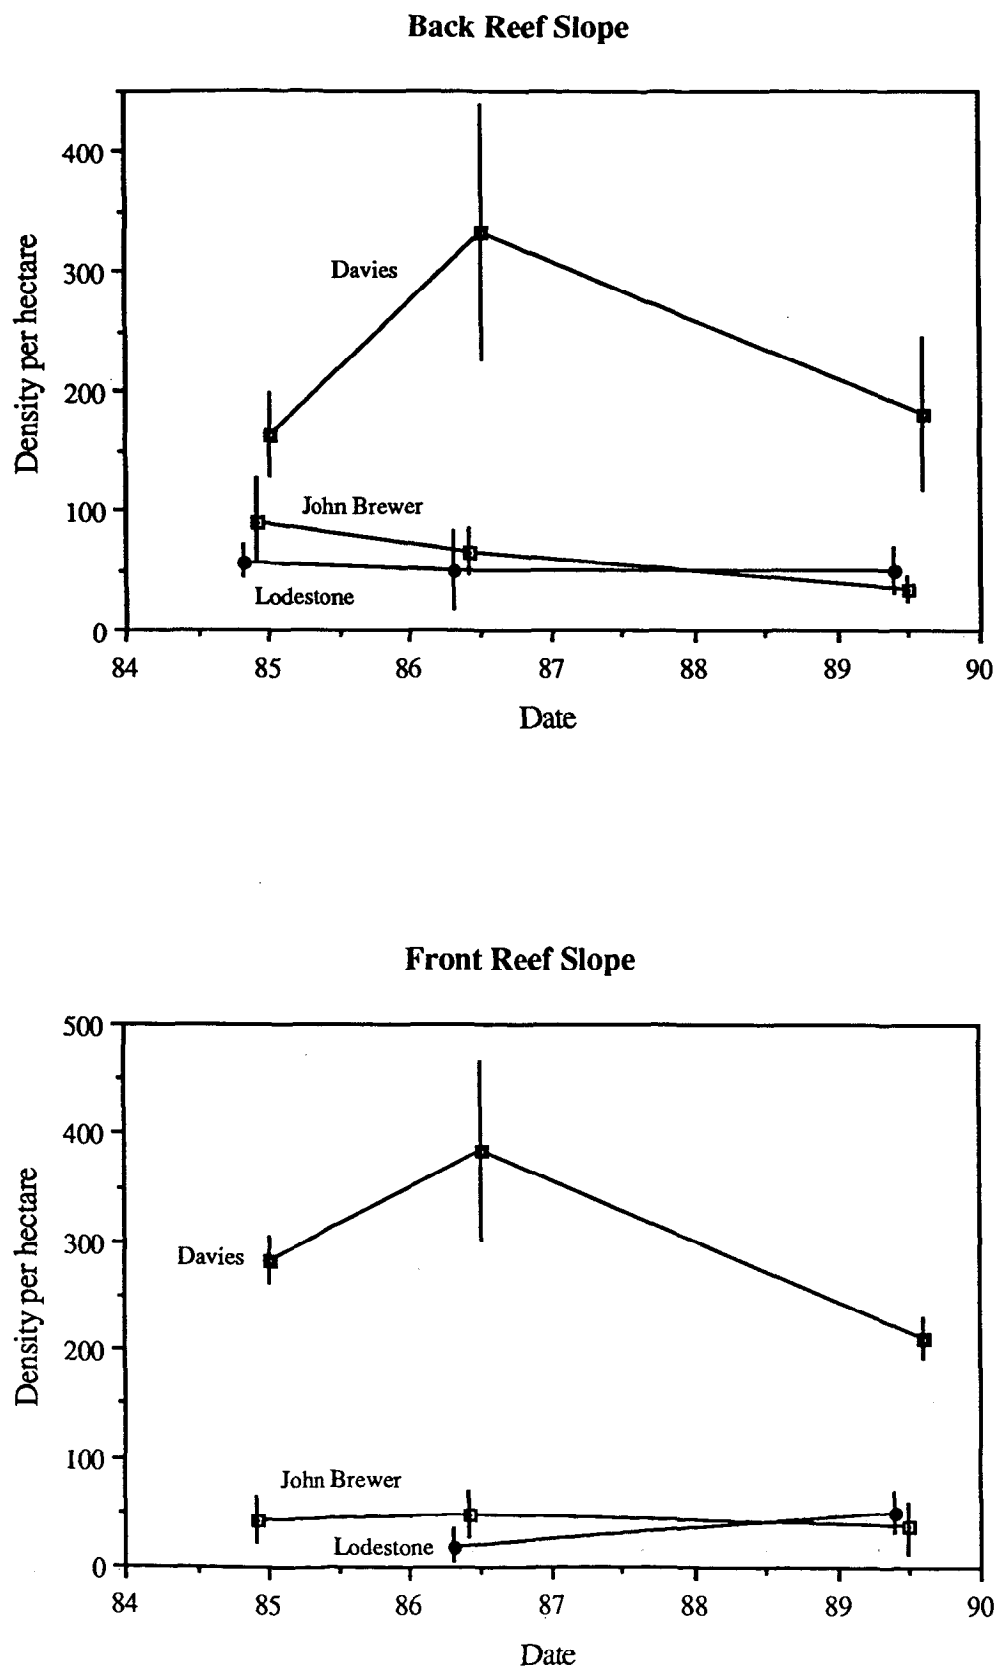 Back Reef Slope
400
300
200
100
0
Density per hectare
Davies
John Brewer
Lodestone
84 85 86 87 88 89 90
Date
Front Reef Slope
500
400
300
200
100
0
Density per hectare
Davies
John Brewer
Lodestone
84 85 86 87 88 89 90
Date